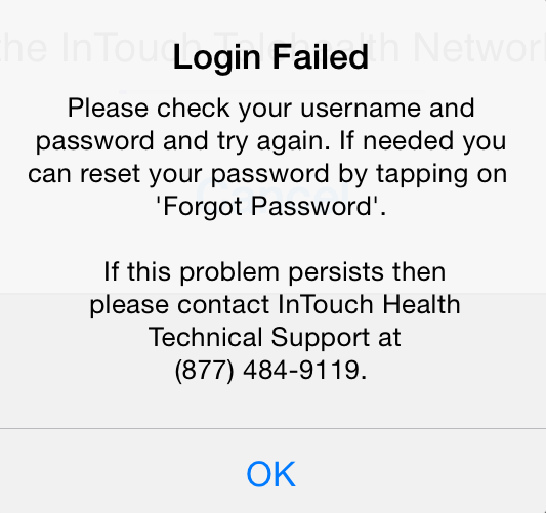 the InTouch Telehealth Network
Login Failed
Please check your username and
password and try again. If needed you
can reset your password by tapping on
Cancel
'Forgot Password'.
If this problem persists then
please contact InTouch Health
Technical Support at
(877) 484-9119.
OK